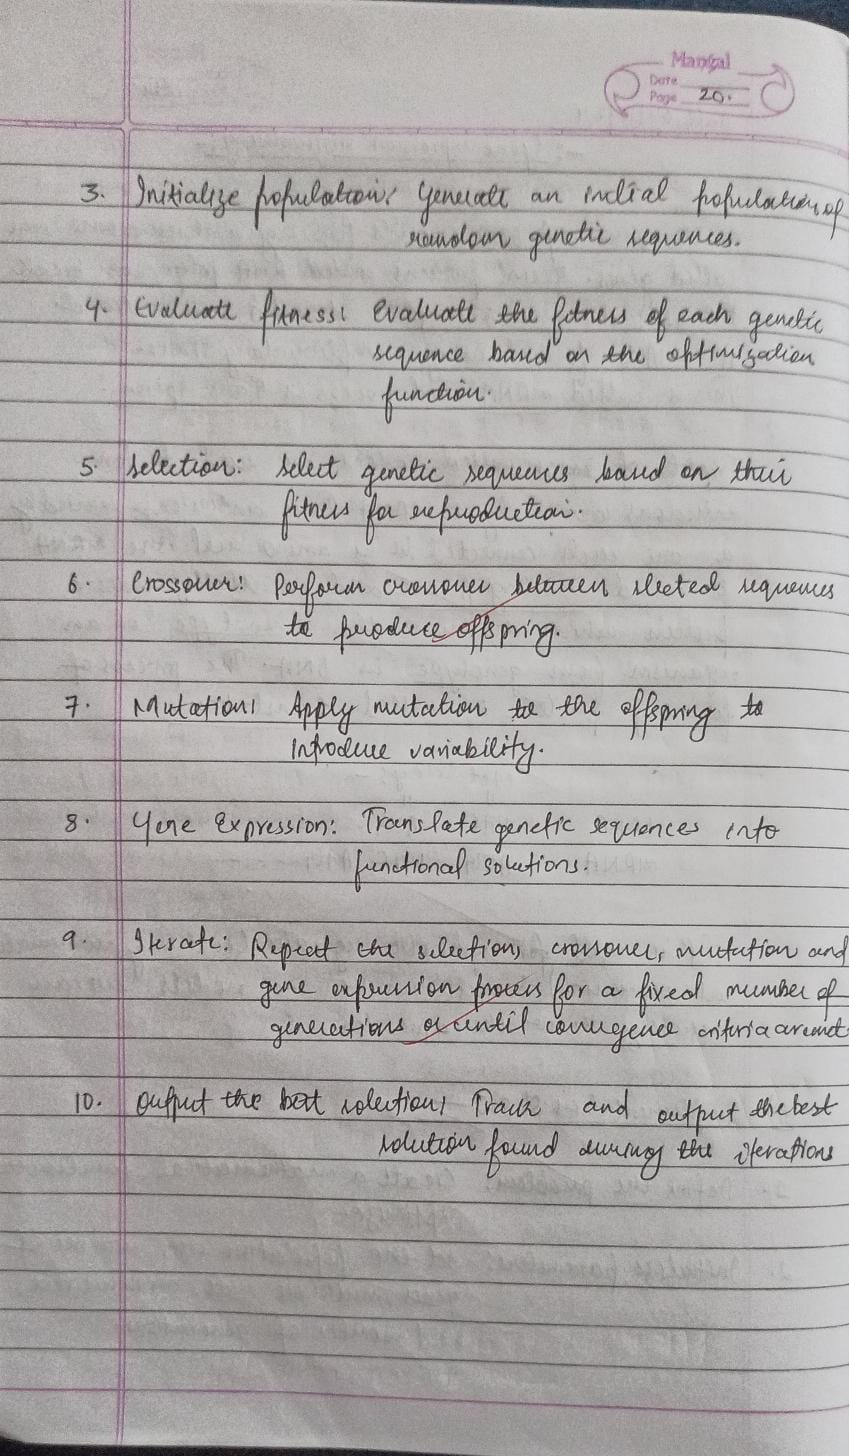 Mangal
Date
Page 20.
3. Initialize population: Generate an initial population of
random genetic sequences.
4. Evaluate fitness: Evaluate the fitness of each genetic
sequence based on the optimization
function.
5. Selection: Select genetic sequences based on their
fitness for reproduction.
6. Crossover: Perform crossover between selected sequences
to produce offspring.
7. Mutation: Apply mutation to the offspring to
introduce variability.
8. Gene Expression: Translate genetic sequences into
functional solutions.
9. Iterate: Repeat the selection, crossover, mutation and
gene expression process for a fixed number of
generations or until convergence criteria are met
10. Output the best solution: Track and output the best
solution found during the iterations